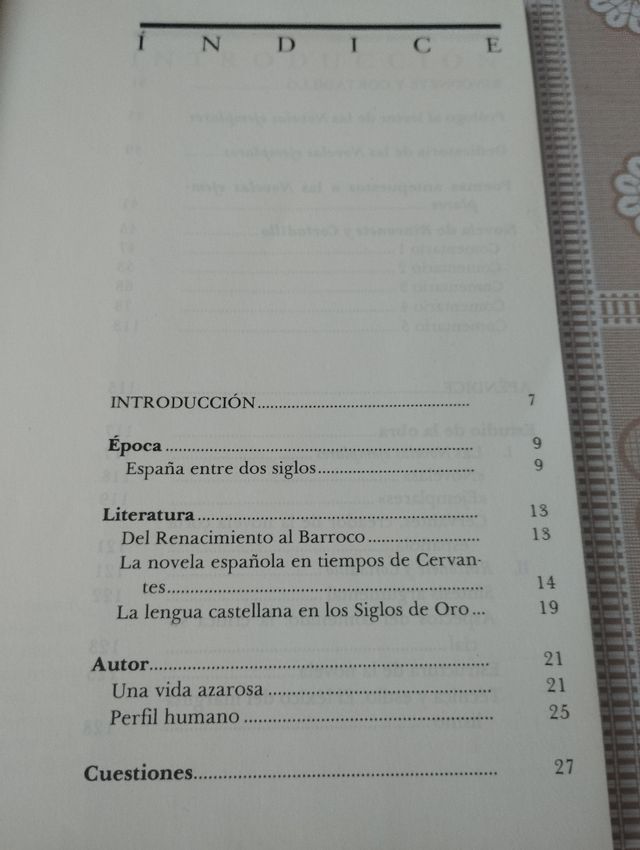 ÍNDICE
INTRODUCCIÓN 7
Época 9
España entre dos siglos 9
Literatura 13
Del Renacimiento al Barroco 13
La novela española en tiempos de Cervan-
tes 14
La lengua castellana en los Siglos de Oro ... 19
Autor 21
Una vida azarosa 21
Perfil humano 25
Cuestiones 27